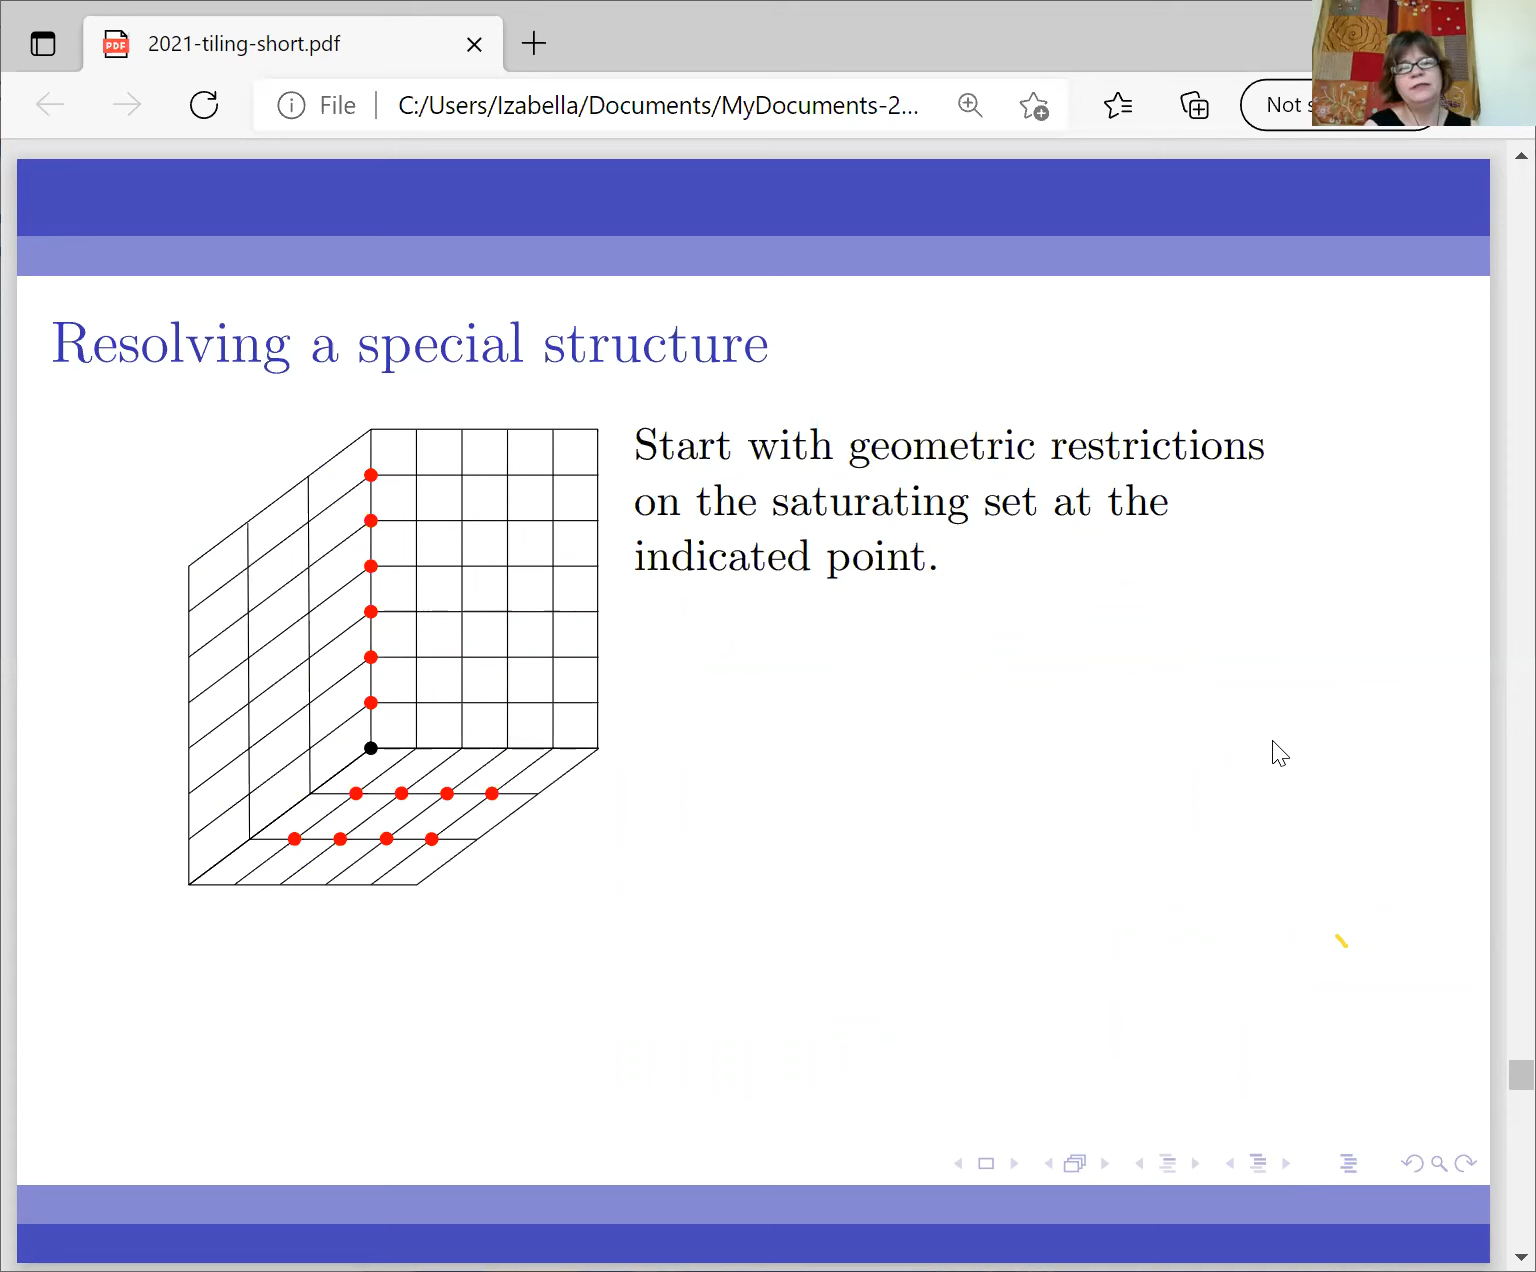 2021-tiling-short.pdf
PDF
File
C:/Users/Izabella/Documents/MyDocuments-2...
Not s
Resolving a special structure
Start with geometric restrictions
on the saturating set at the
indicated point.